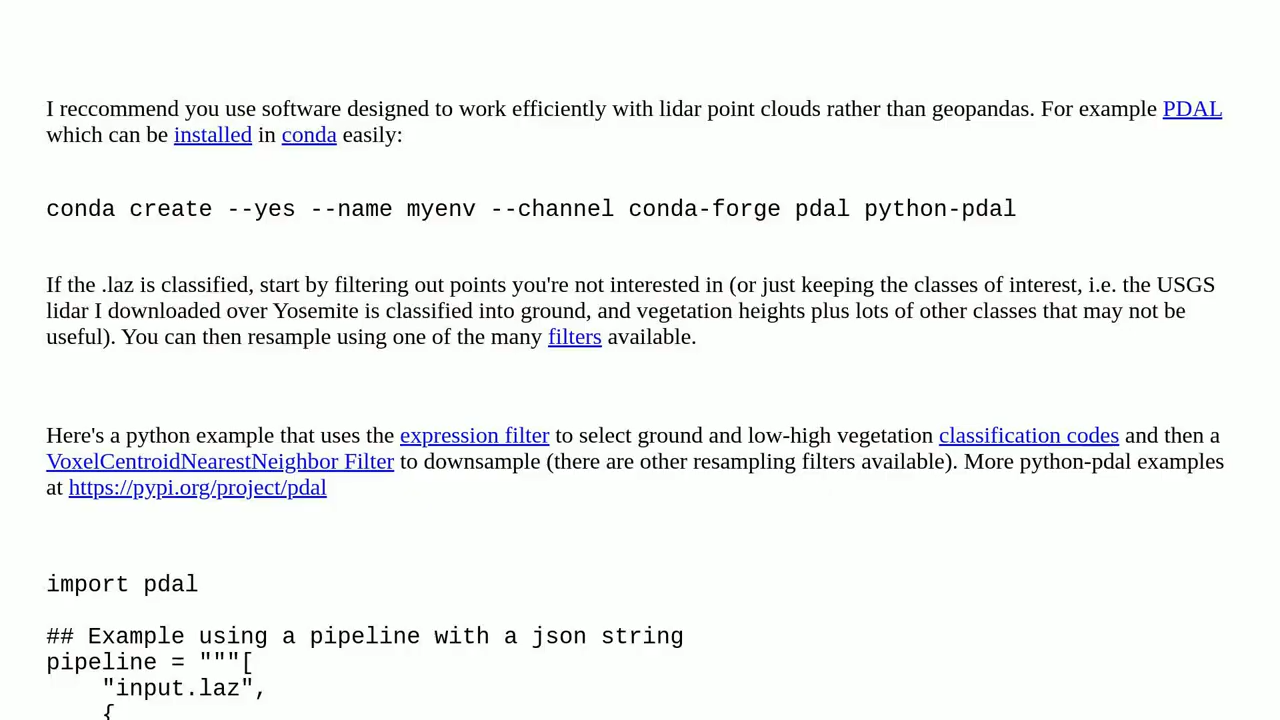 I reccommend you use software designed to work efficiently with lidar point clouds rather than geopandas. For example PDAL
which can be installed in conda easily:
conda create --yes --name myenv --channel conda-forge pdal python-pdal
If the .laz is classified, start by filtering out points you're not interested in (or just keeping the classes of interest, i.e. the USGS
lidar I downloaded over Yosemite is classified into ground, and vegetation heights plus lots of other classes that may not be
useful). You can then resample using one of the many filters available.
Here's a python example that uses the expression filter to select ground and low-high vegetation classification codes and then a
VoxelCentroidNearestNeighbor Filter to downsample (there are other resampling filters available). More python-pdal examples
at https://pypi.org/project/pdal
import pdal
## Example using a pipeline with a json string
pipeline = """[
    "input.laz",
    {